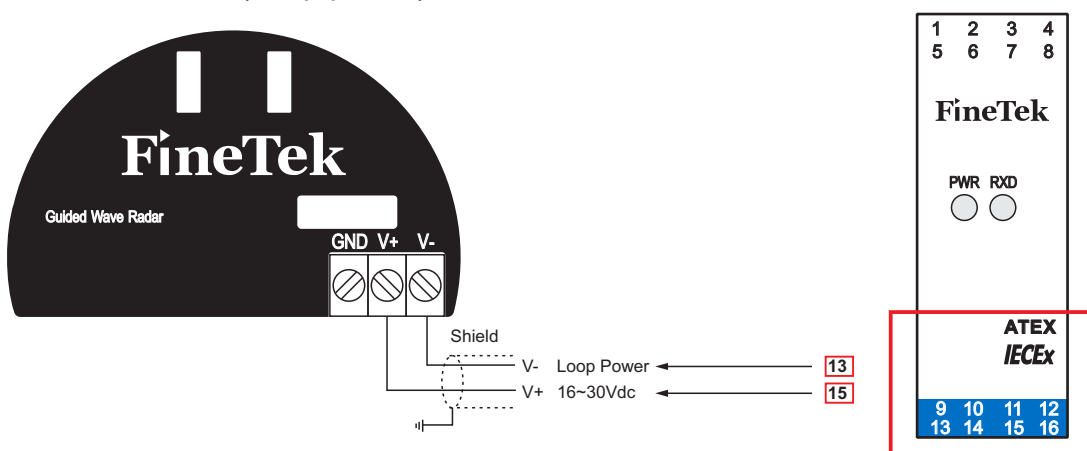 FineTek
Guided Wave Radar
GND V+ V-
Shield
V- Loop Power 13
V+ 16~30Vdc 15
1 2 3 4
5 6 7 8
FineTek
PWR RXD
ATEX
IECEx
9 10 11 12
13 14 15 16